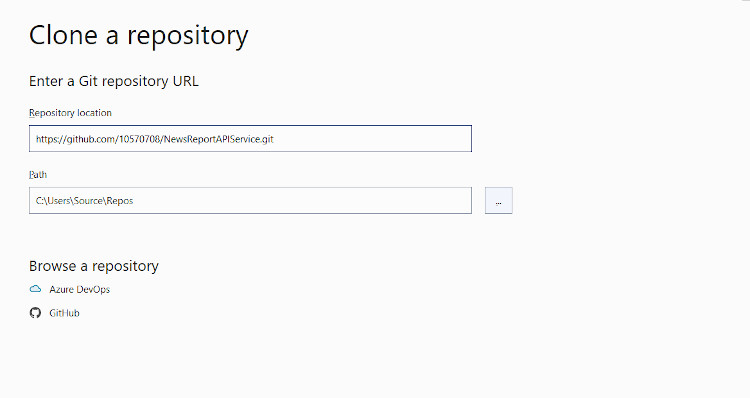 Clone a repository
Enter a Git repository URL
Repository location
https://github.com/10570708/NewsReportAPIService.git
Path
C:\Users\Source\Repos
...
Browse a repository
Azure DevOps
GitHub